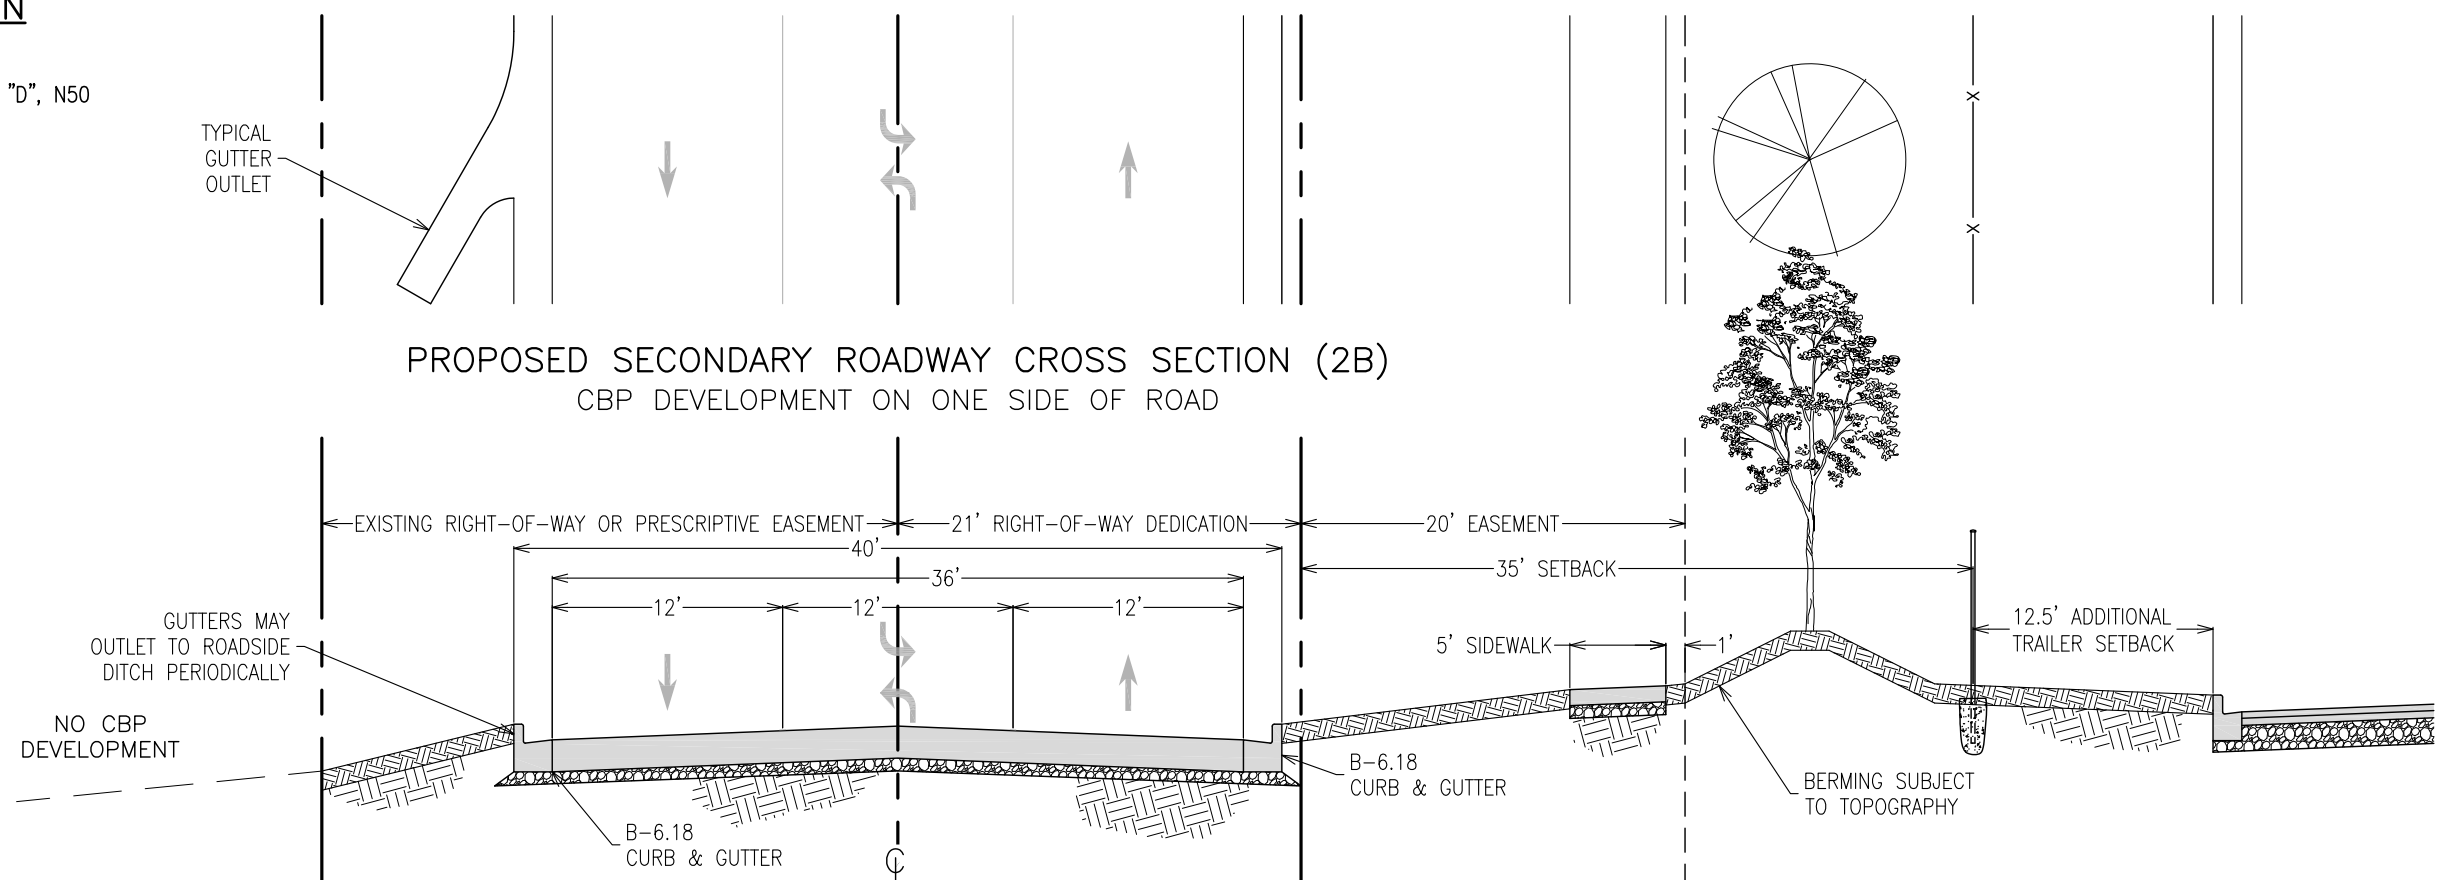 N
"D", N50
TYPICAL
GUTTER
OUTLET
X
X
PROPOSED SECONDARY ROADWAY CROSS SECTION (2B)
CBP DEVELOPMENT ON ONE SIDE OF ROAD
EXISTING RIGHT-OF-WAY OR PRESCRIPTIVE EASEMENT
21' RIGHT-OF-WAY DEDICATION
20' EASEMENT
40'
35' SETBACK
36'
12'
12'
12'
GUTTERS MAY
OUTLET TO ROADSIDE
DITCH PERIODICALLY
5' SIDEWALK
1'
12.5' ADDITIONAL
TRAILER SETBACK
NO CBP
DEVELOPMENT
B-6.18
CURB & GUTTER
BERMING SUBJECT
TO TOPOGRAPHY
B-6.18
CURB & GUTTER
℄